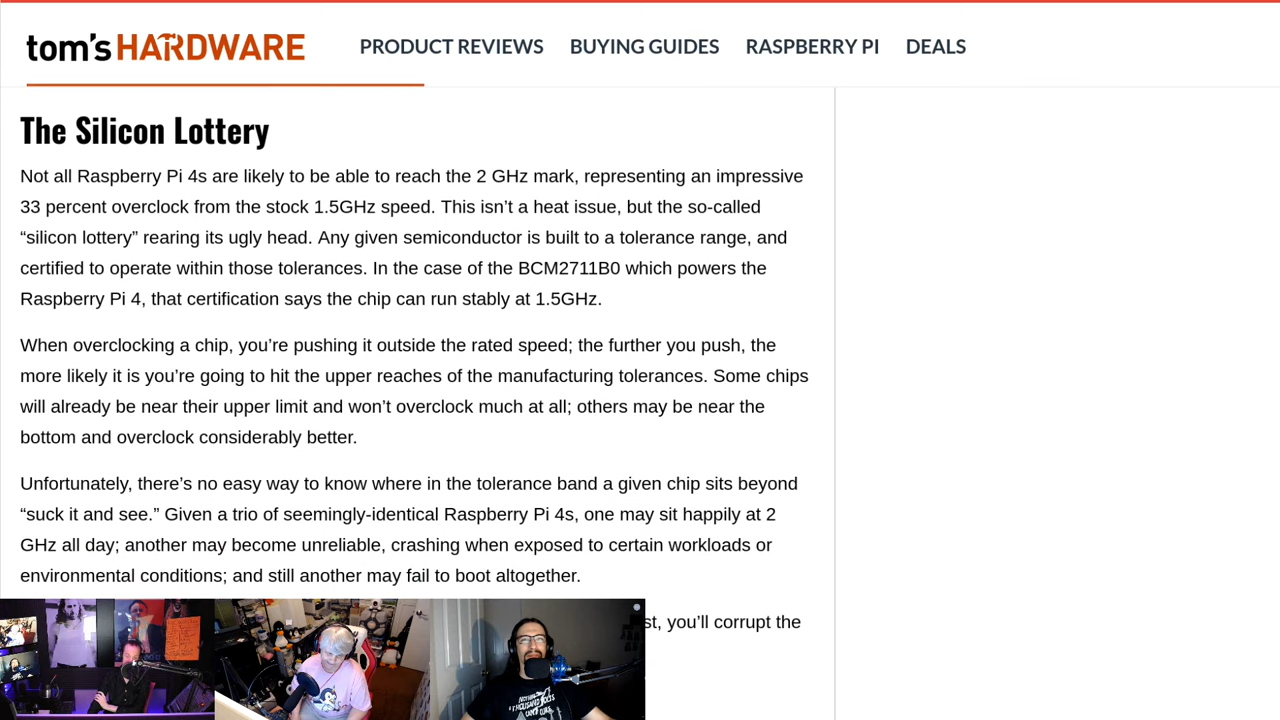 tom's HARDWARE
PRODUCT REVIEWS BUYING GUIDES RASPBERRY PI DEALS
The Silicon Lottery
Not all Raspberry Pi 4s are likely to be able to reach the 2 GHz mark, representing an impressive
33 percent overclock from the stock 1.5GHz speed. This isn’t a heat issue, but the so-called
“silicon lottery” rearing its ugly head. Any given semiconductor is built to a tolerance range, and
certified to operate within those tolerances. In the case of the BCM2711B0 which powers the
Raspberry Pi 4, that certification says the chip can run stably at 1.5GHz.
When overclocking a chip, you’re pushing it outside the rated speed; the further you push, the
more likely it is you’re going to hit the upper reaches of the manufacturing tolerances. Some chips
will already be near their upper limit and won’t overclock much at all; others may be near the
bottom and overclock considerably better.
Unfortunately, there’s no easy way to know where in the tolerance band a given chip sits beyond
“suck it and see.” Given a trio of seemingly-identical Raspberry Pi 4s, one may sit happily at 2
GHz all day; another may become unreliable, crashing when exposed to certain workloads or
environmental conditions; and still another may fail to boot altogether.
st, you’ll corrupt the